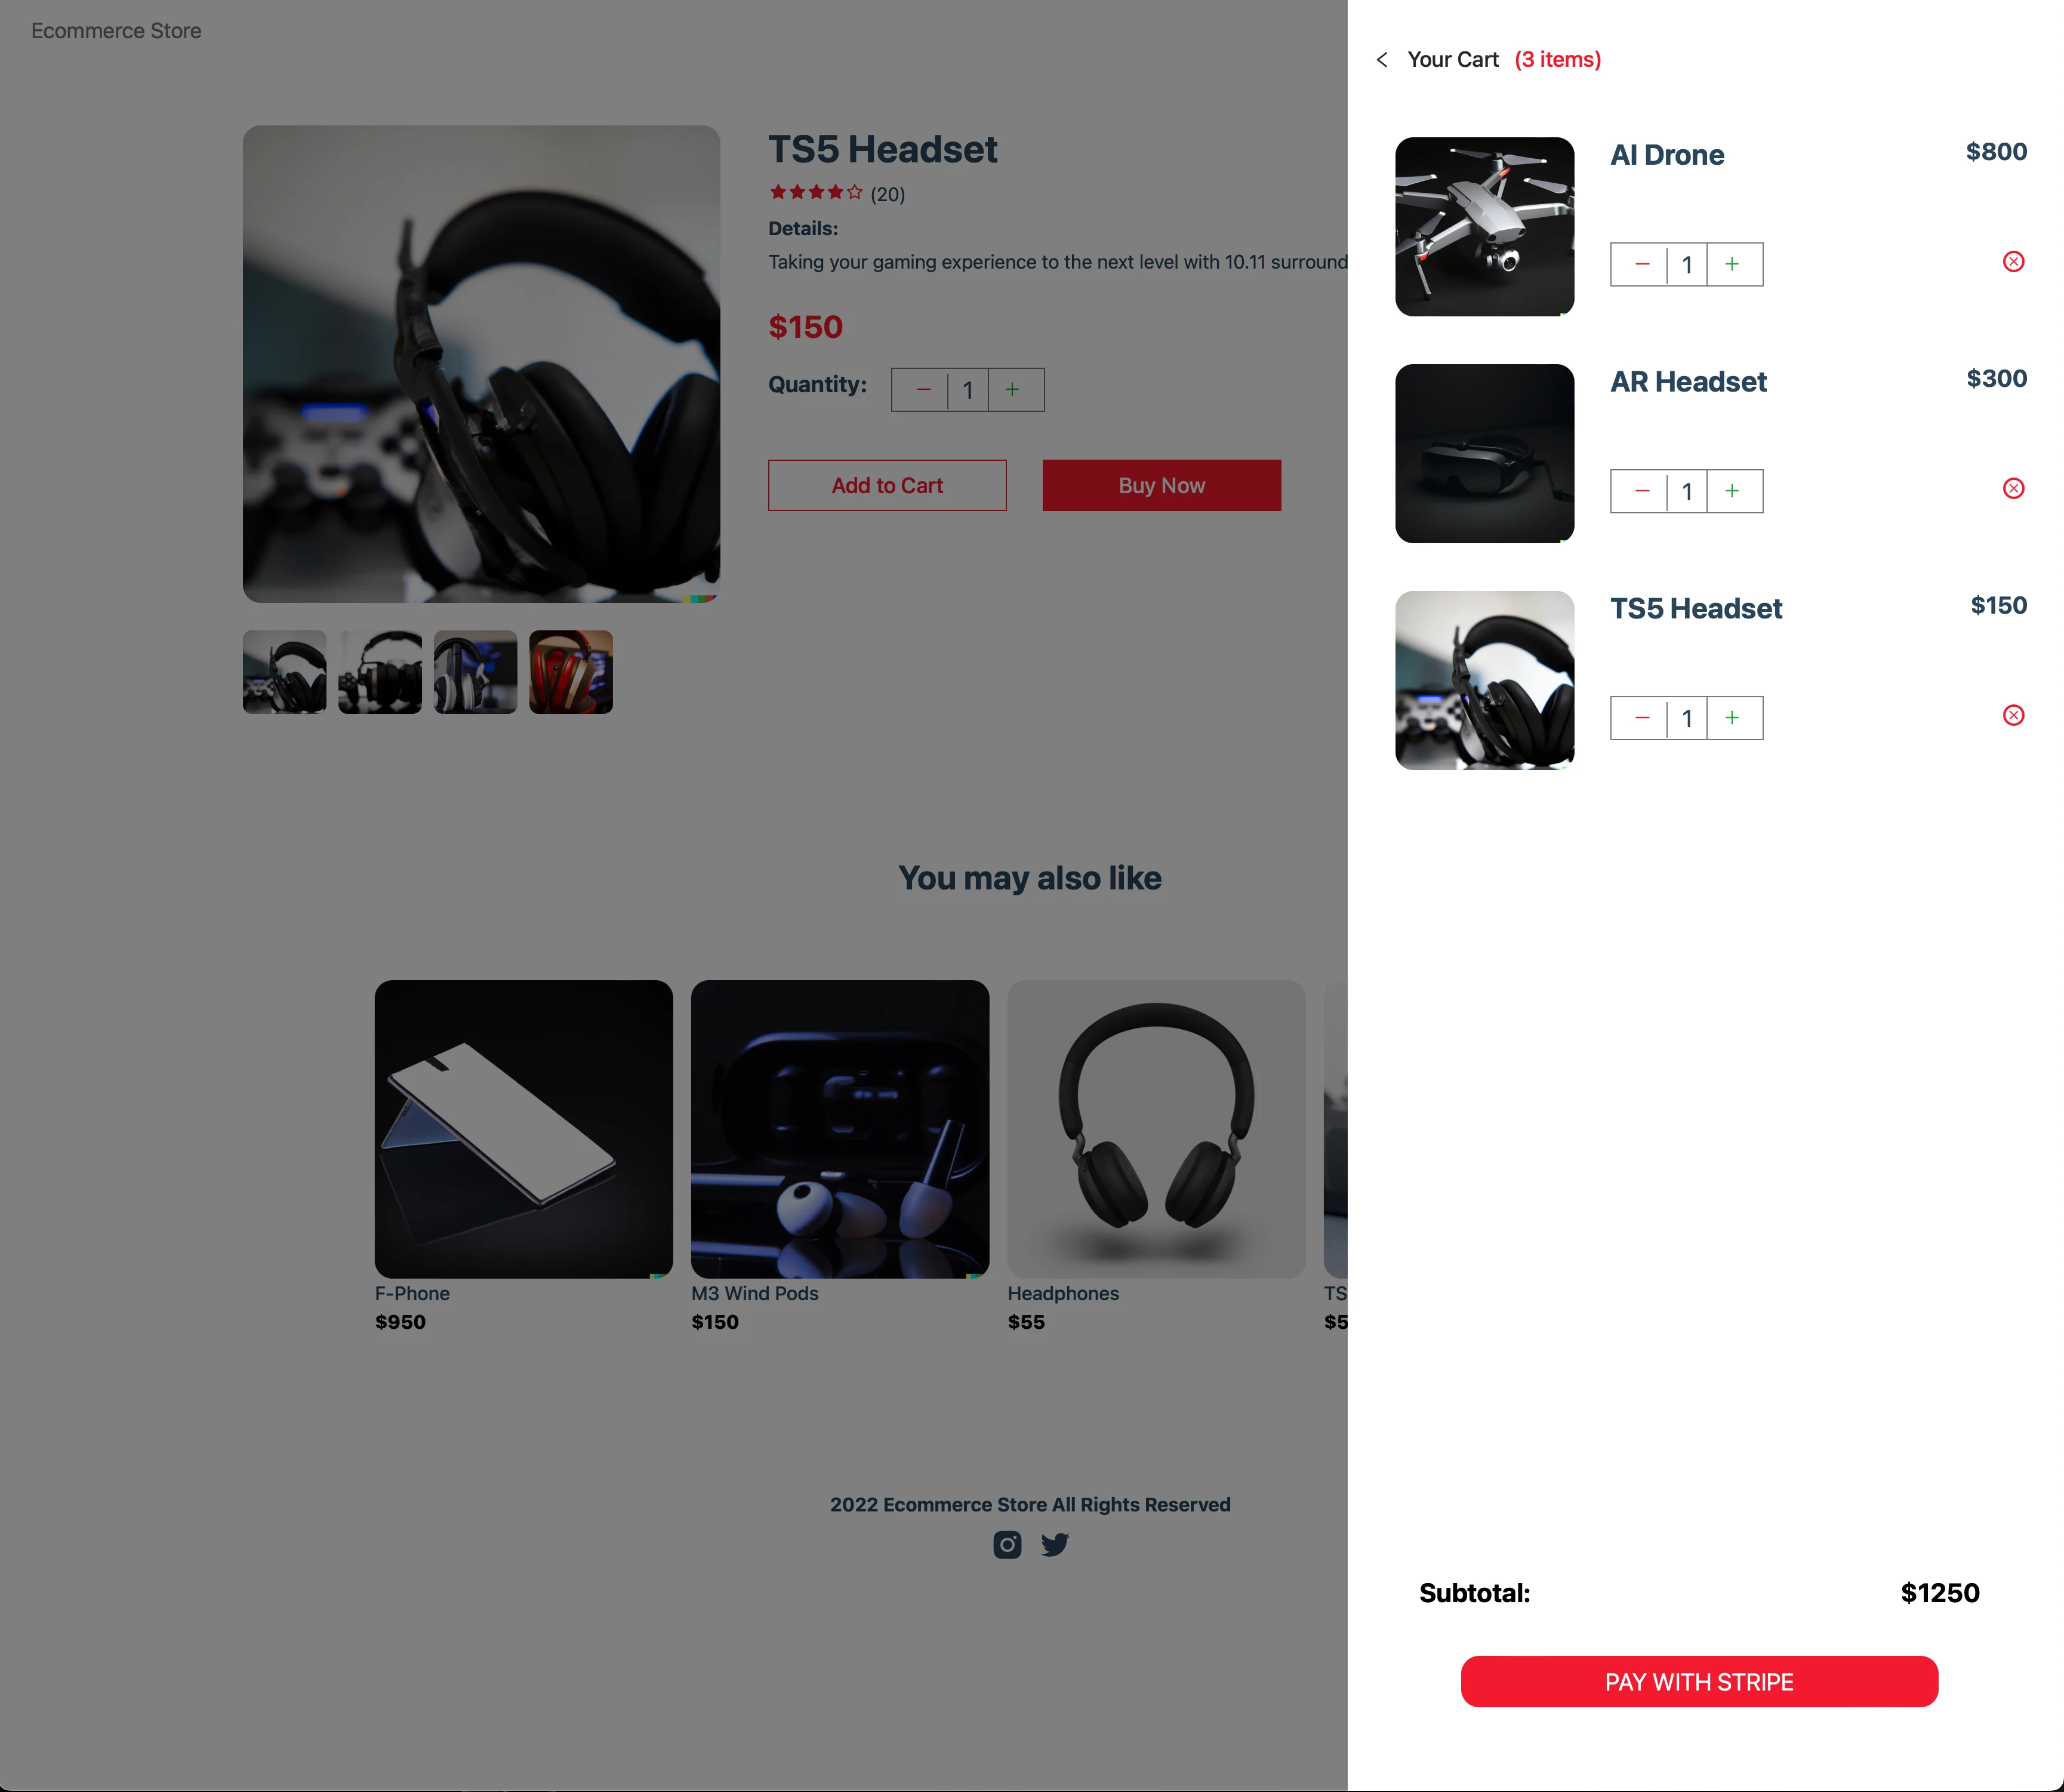 Ecommerce Store
TS5 Headset
(20)
Details:
Taking your gaming experience to the next level with 10.11 surround
$150
Quantity:
1
Add to Cart
Buy Now
You may also like
F-Phone
$950
M3 Wind Pods
$150
Headphones
$55
TS
$5
2022 Ecommerce Store All Rights Reserved
Your Cart (3 items)
AI Drone
$800
1
AR Headset
$300
1
TS5 Headset
$150
1
Subtotal:
$1250
PAY WITH STRIPE